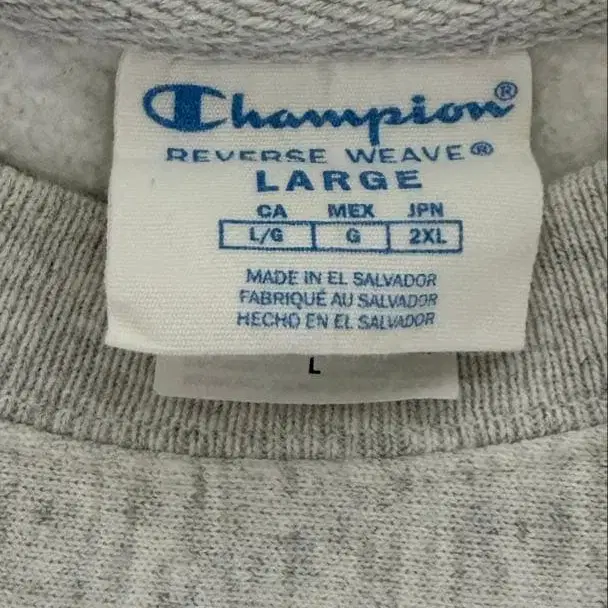 Champion®
REVERSE WEAVE®
LARGE
CA MEX JPN
L/G G 2XL
MADE IN EL SALVADOR
FABRIQUÉ AU SALVADOR
HECHO EN EL SALVADOR
L